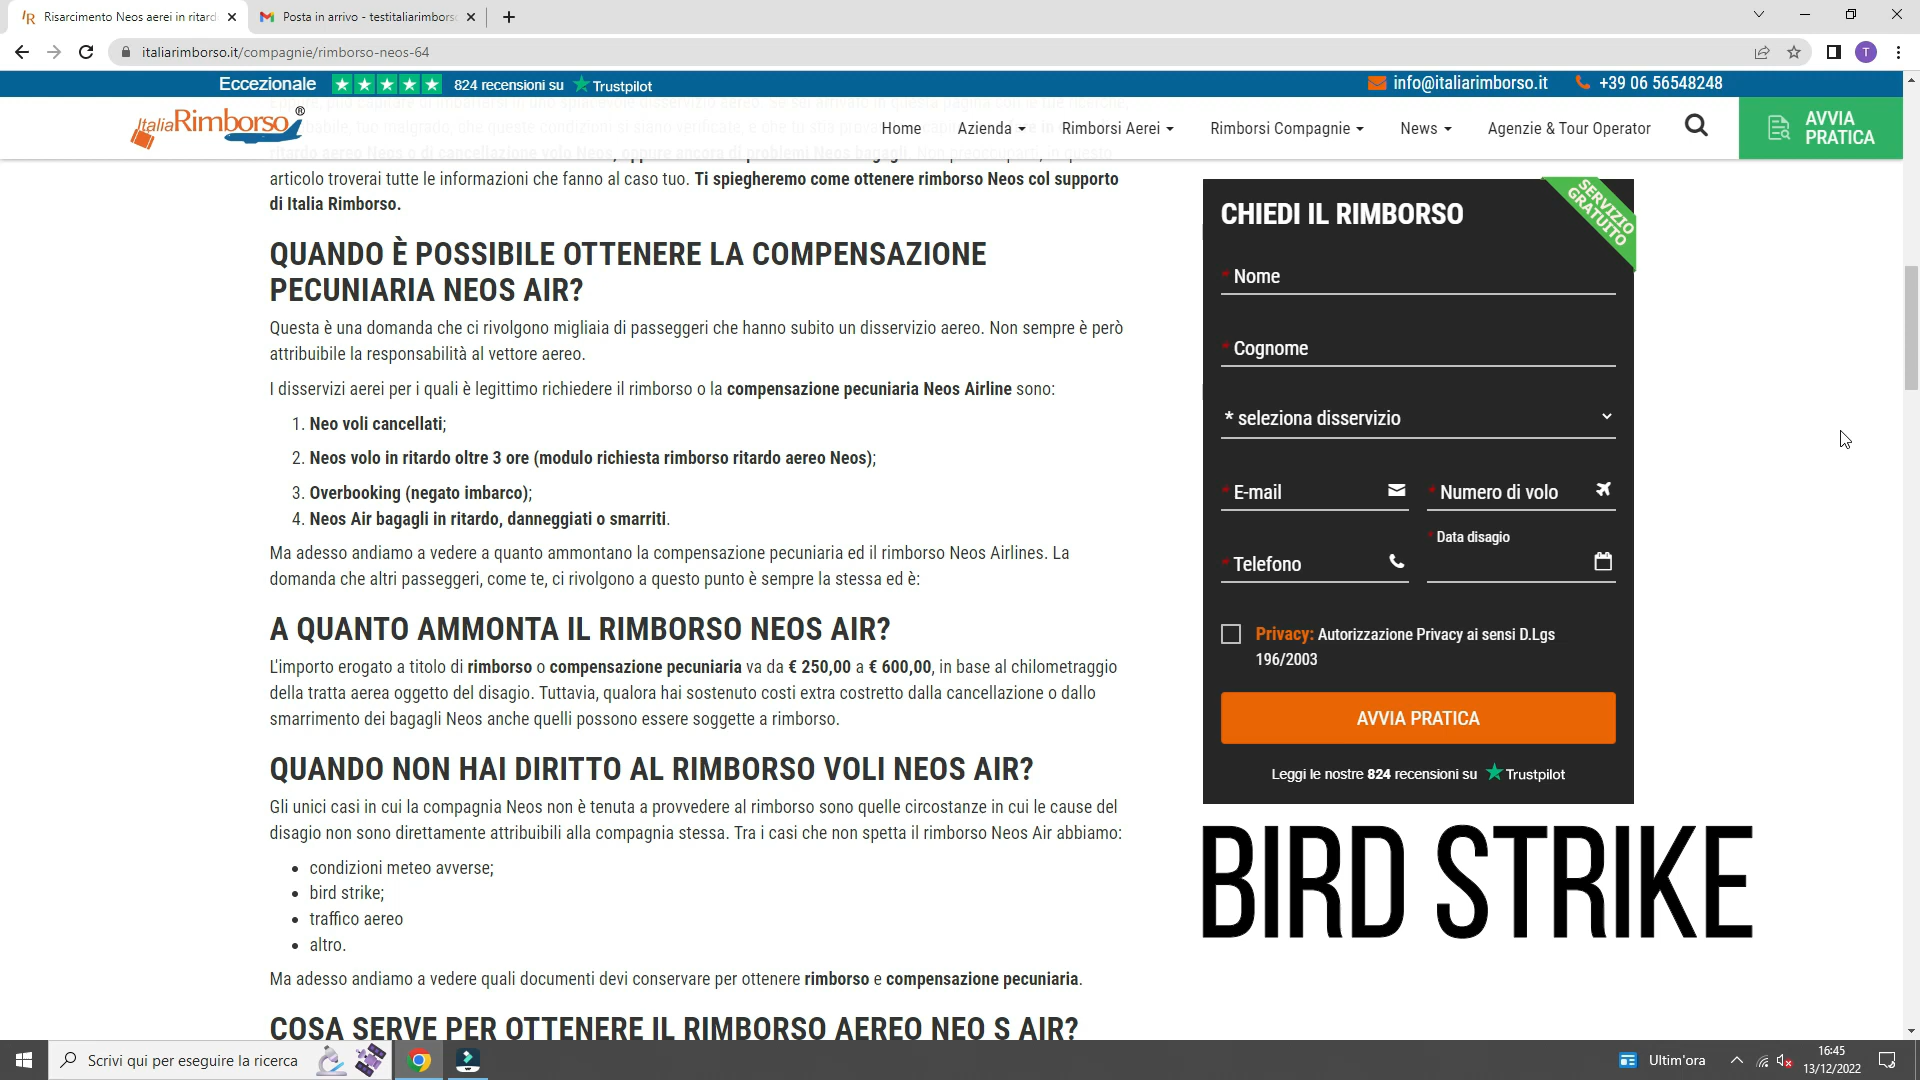 Risarcimento Neos aerei in ritard
Posta in arrivo - testitaliarimbors
italiarimborso.it/compagnie/rimborso-neos-64
T
Eccezionale
824 recensioni su Trustpilot
info@italiarimborso.it
+39 06 56548248
ItaliaRimborso®
Home
Azienda
Rimborsi Aerei
Rimborsi Compagnie
News
Agenzie & Tour Operator
AVVIA
PRATICA
articolo troverai tutte le informazioni che fanno al caso tuo. Ti spiegheremo come ottenere rimborso Neos col supporto
di Italia Rimborso.
QUANDO È POSSIBILE OTTENERE LA COMPENSAZIONE
PECUNIARIA NEOS AIR?
Questa è una domanda che ci rivolgono migliaia di passeggeri che hanno subito un disservizio aereo. Non sempre è però
attribuibile la responsabilità al vettore aereo.
I disservizi aerei per i quali è legittimo richiedere il rimborso o la compensazione pecuniaria Neos Airline sono:
1. Neo voli cancellati;
2. Neos volo in ritardo oltre 3 ore (modulo richiesta rimborso ritardo aereo Neos);
3. Overbooking (negato imbarco);
4. Neos Air bagagli in ritardo, danneggiati o smarriti.
Ma adesso andiamo a vedere a quanto ammontano la compensazione pecuniaria ed il rimborso Neos Airlines. La
domanda che altri passeggeri, come te, ci rivolgono a questo punto è sempre la stessa ed è:
A QUANTO AMMONTA IL RIMBORSO NEOS AIR?
L'importo erogato a titolo di rimborso o compensazione pecuniaria va da € 250,00 a € 600,00, in base al chilometraggio
della tratta aerea oggetto del disagio. Tuttavia, qualora hai sostenuto costi extra costretto dalla cancellazione o dallo
smarrimento dei bagagli Neos anche quelli possono essere soggette a rimborso.
QUANDO NON HAI DIRITTO AL RIMBORSO VOLI NEOS AIR?
Gli unici casi in cui la compagnia Neos non è tenuta a provvedere al rimborso sono quelle circostanze in cui le cause del
disagio non sono direttamente attribuibili alla compagnia stessa. Tra i casi che non spetta il rimborso Neos Air abbiamo:
• condizioni meteo avverse;
• bird strike;
• traffico aereo
• altro.
Ma adesso andiamo a vedere quali documenti devi conservare per ottenere rimborso e compensazione pecuniaria.
COSA SERVE PER OTTENERE IL RIMBORSO AEREO NEO S AIR?
CHIEDI IL RIMBORSO
SERVIZIO
GRATUITO
* Nome
* Cognome
* seleziona disservizio
* E-mail
* Numero di volo
* Telefono
* Data disagio
Privacy: Autorizzazione Privacy ai sensi D.Lgs
196/2003
AVVIA PRATICA
Leggi le nostre 824 recensioni su Trustpilot
BIRD STRIKE
Scrivi qui per eseguire la ricerca
Ultim'ora
16:45
13/12/2022